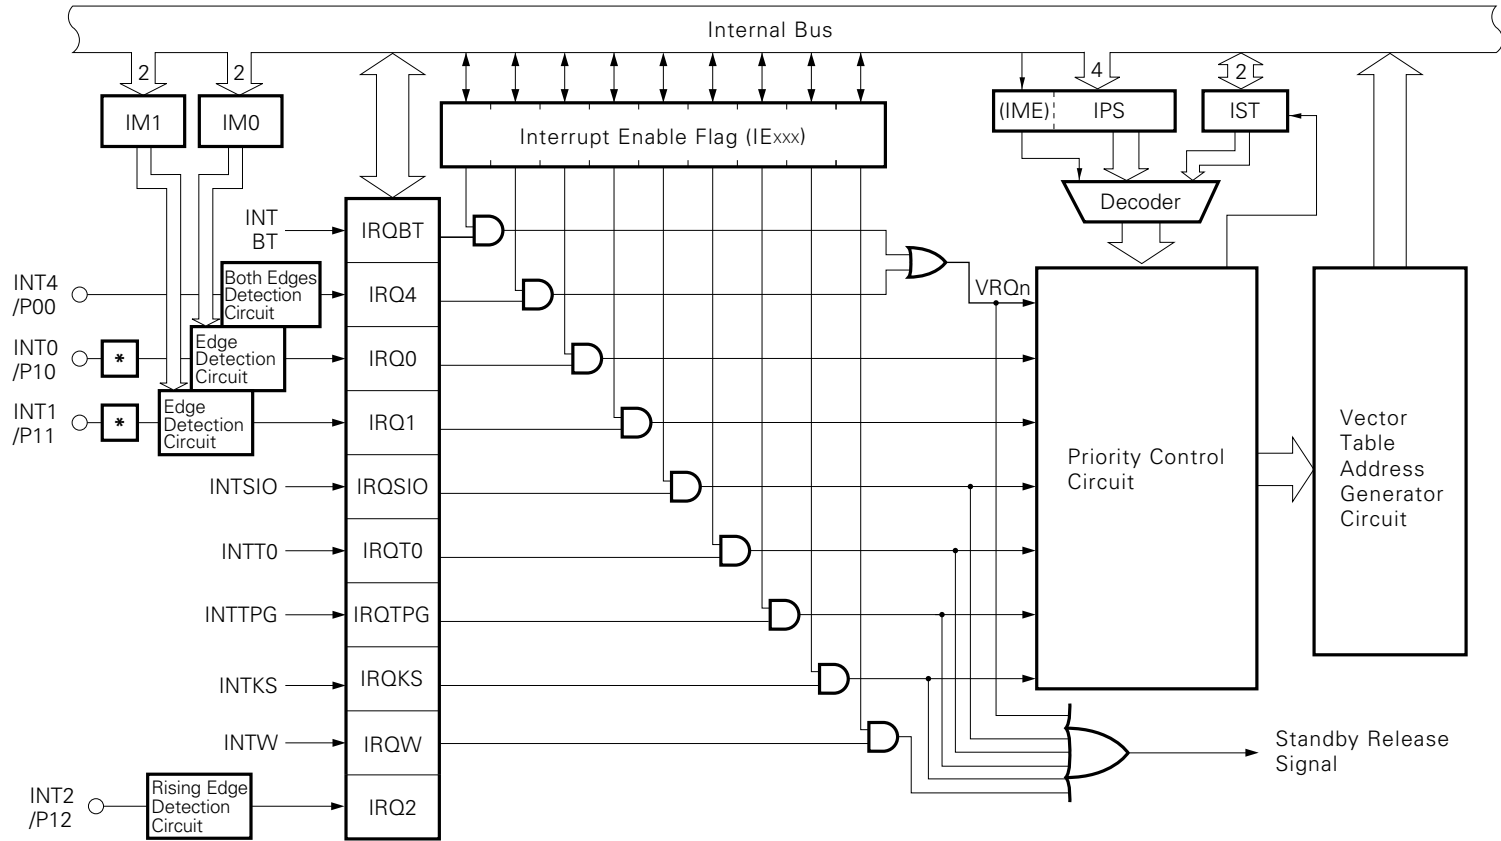 Internal Bus
2
2
4
2
IM1
IM0
Interrupt Enable Flag (IExxx)
(IME)
IPS
IST
Decoder
INT
BT
IRQBT
INT4
/P00
Both Edges
Detection
Circuit
IRQ4
VRQn
INT0
/P10
*
Edge
Detection
Circuit
IRQ0
INT1
/P11
*
Edge
Detection
Circuit
IRQ1
Priority Control
Circuit
Vector
Table
Address
Generator
Circuit
INTSIO
IRQSIO
INTT0
IRQT0
INTTPG
IRQTPG
INTKS
IRQKS
INTW
IRQW
Standby Release
Signal
INT2
/P12
Rising Edge
Detection
Circuit
IRQ2